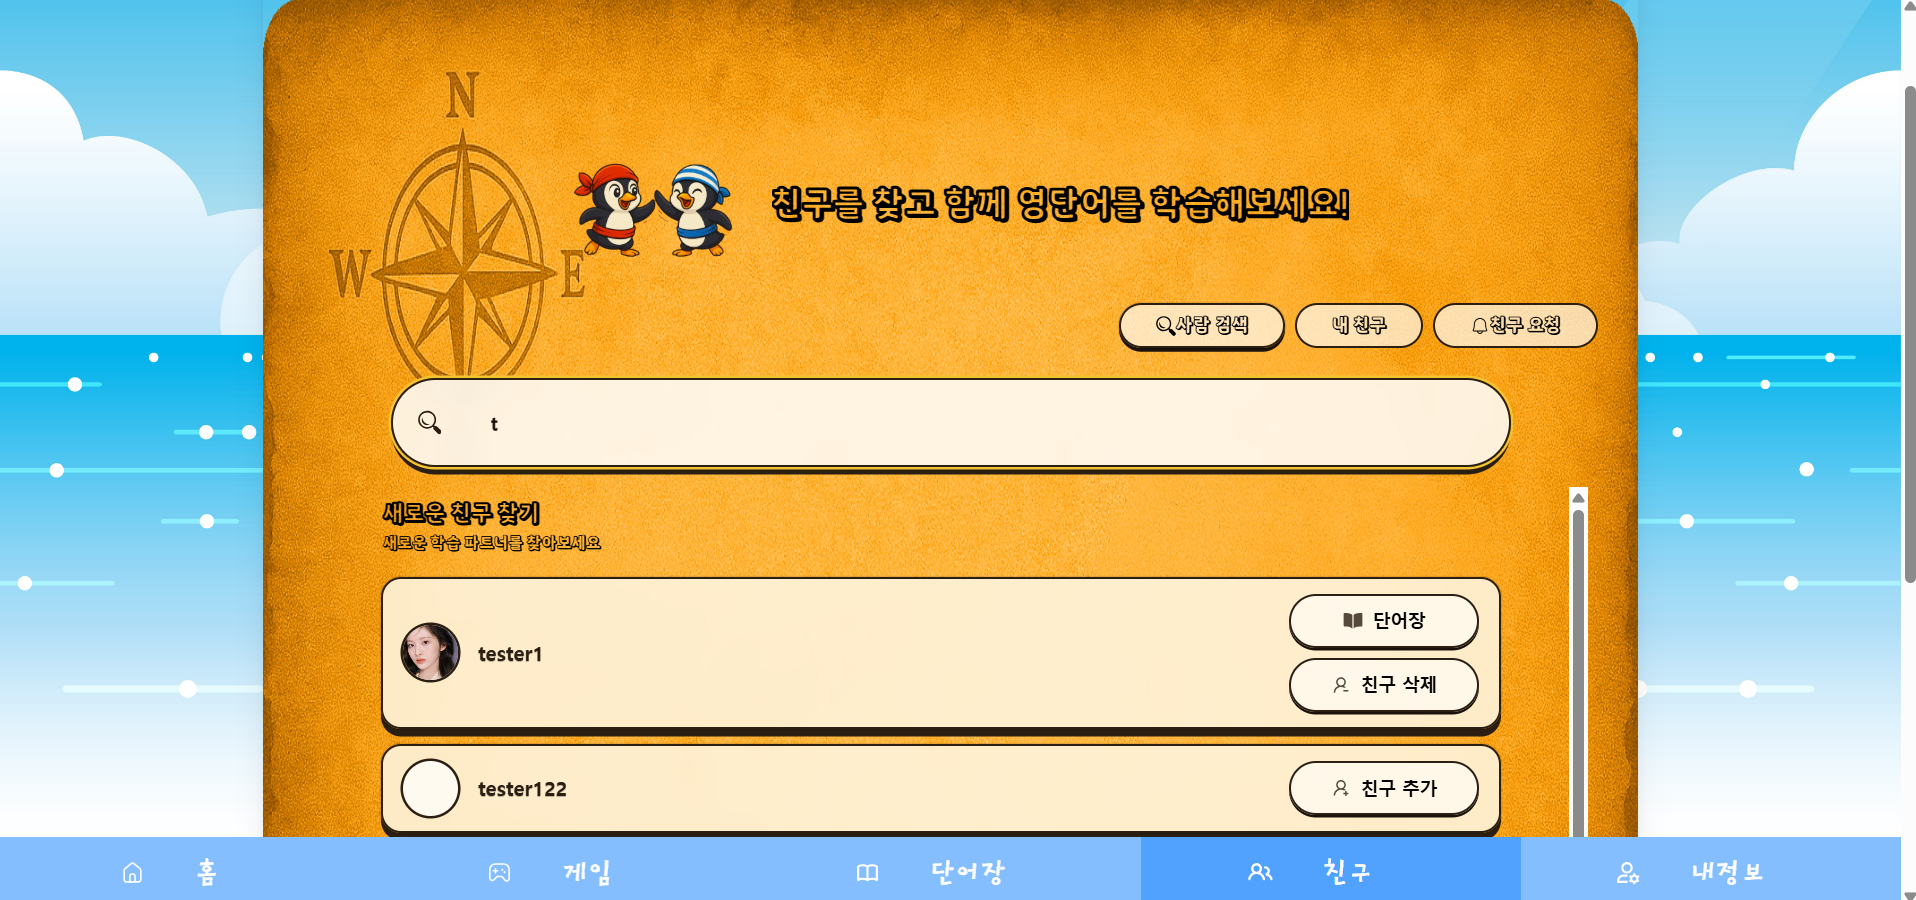 N
W
E
친구를 찾고 함께 영단어를 학습해보세요!
사람 검색
내 친구
친구 요청
t
새로운 친구 찾기
새로운 학습 파트너를 찾아보세요
tester1
단어장
친구 삭제
tester122
친구 추가
홈
게임
단어장
친구
내정보